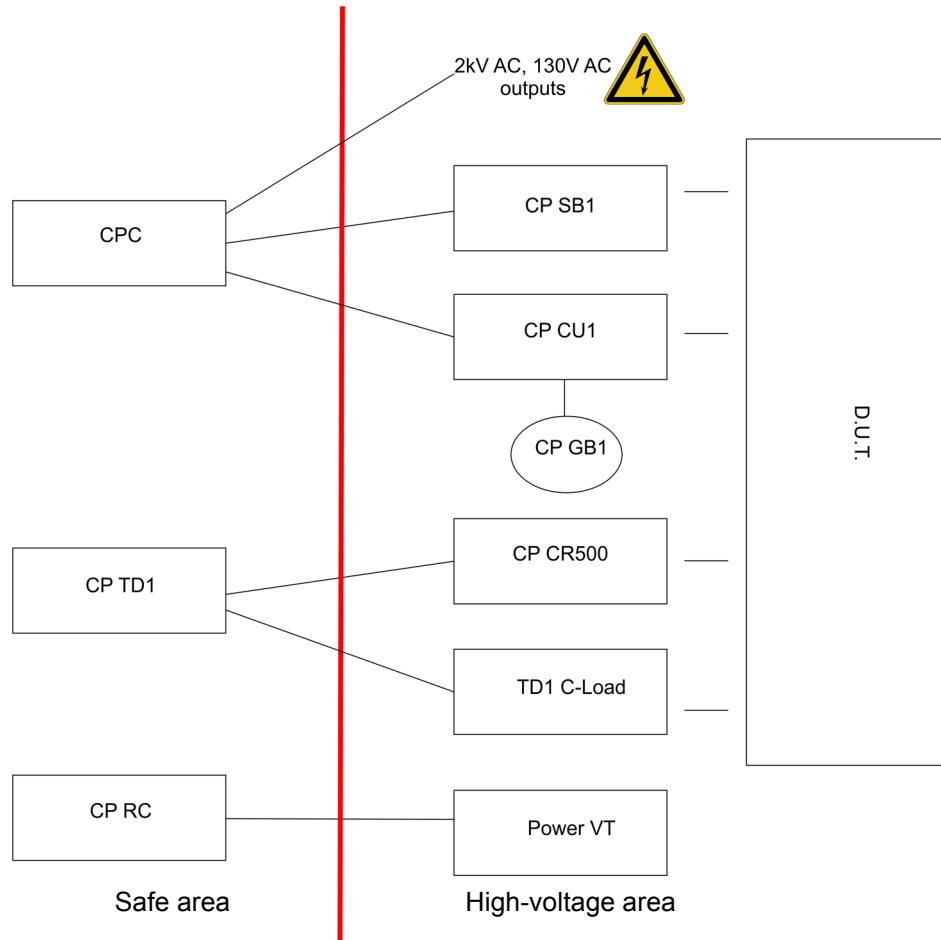 2kV AC, 130V AC
outputs
CPC
CP SB1
CP CU1
CP GB1
D.U.T.
CP TD1
CP CR500
TD1 C-Load
CP RC
Power VT
Safe area
High-voltage area